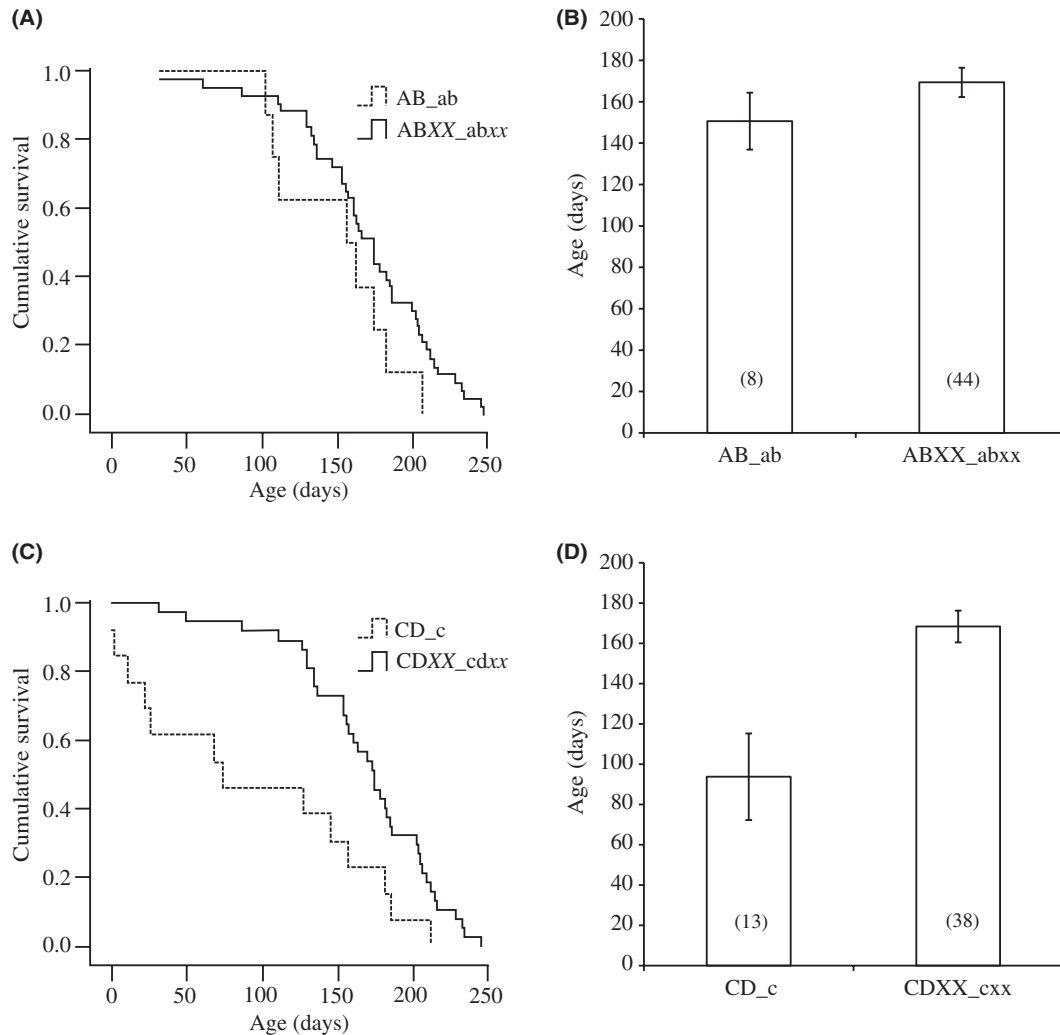 (A)
1.0
0.8
0.6
0.4
0.2
0.0
Cumulative survival
0 50 100 150 200 250
Age (days)
AB_ab
ABXX_abxx
(B)
200
180
160
140
120
100
80
60
40
20
0
Age (days)
(8) (44)
AB_ab ABXX_abxx
(C)
1.0
0.8
0.6
0.4
0.2
0.0
Cumulative survival
0 50 100 150 200 250
Age (days)
CD_c
CDXX_cdxx
(D)
200
180
160
140
120
100
80
60
40
20
0
Age (days)
(13) (38)
CD_c CDXX_cxx